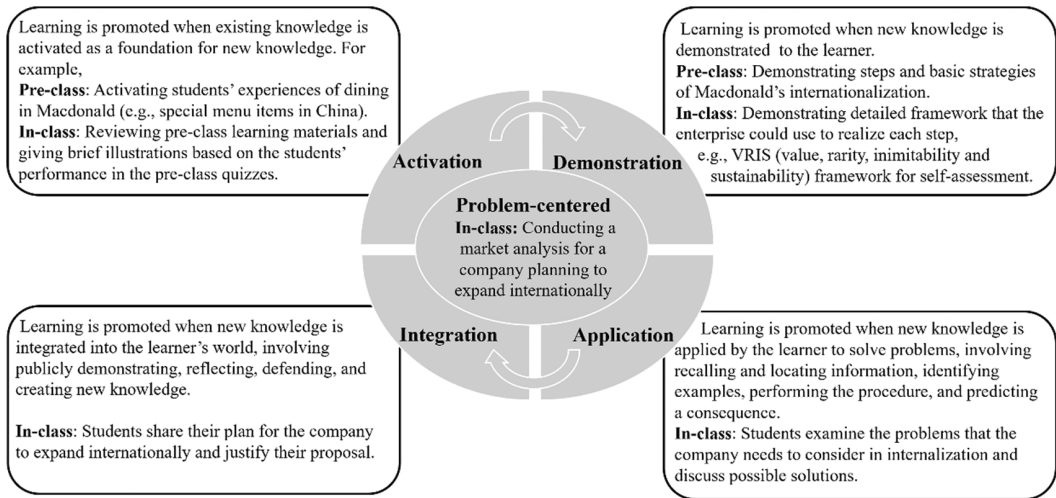 Learning is promoted when existing knowledge is
activated as a foundation for new knowledge. For
example,
Pre-class: Activating students' experiences of dining
in Macdonald (e.g., special menu items in China).
In-class: Reviewing pre-class learning materials and
giving brief illustrations based on the students'
performance in the pre-class quizzes.
Learning is promoted when new knowledge is
demonstrated to the learner.
Pre-class: Demonstrating steps and basic strategies
of Macdonald's internationalization.
In-class: Demonstrating detailed framework that the
enterprise could use to realize each step,
e.g., VRIS (value, rarity, inimitability and
sustainability) framework for self-assessment.
Activation
Demonstration
Problem-centered
In-class: Conducting a
market analysis for a
company planning to
expand internationally
Integration
Application
Learning is promoted when new knowledge is
integrated into the learner's world, involving
publicly demonstrating, reflecting, defending, and
creating new knowledge.
In-class: Students share their plan for the company
to expand internationally and justify their proposal.
Learning is promoted when new knowledge is
applied by the learner to solve problems, involving
recalling and locating information, identifying
examples, performing the procedure, and predicting
a consequence.
In-class: Students examine the problems that the
company needs to consider in internalization and
discuss possible solutions.